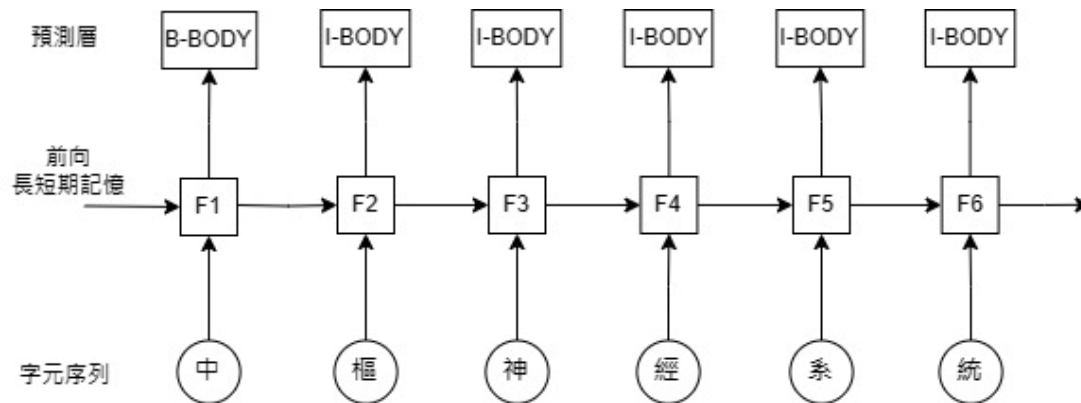 預測層 B-BODY I-BODY I-BODY I-BODY I-BODY I-BODY
前向
長短期記憶 F1 F2 F3 F4 F5 F6
字元序列 中 樞 神 經 系 統